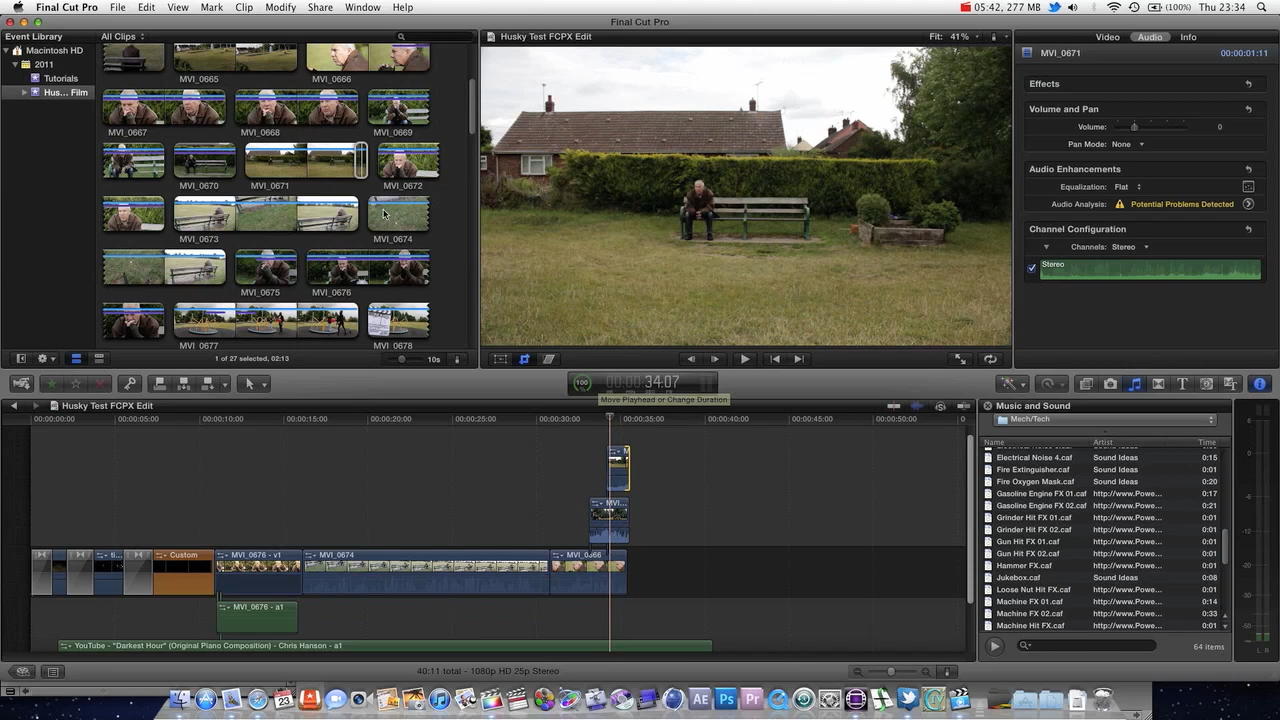 Final Cut Pro File Edit View Mark Clip Modify Share Window Help 05:42, 277 MB (100%) Thu 23:34
Final Cut Pro
Event Library All Clips
Macintosh HD
2011
Tutorials
Hus... Film
MVI_0665 MVI_0666
MVI_0667 MVI_0668 MVI_0669
MVI_0670 MVI_0671 MVI_0672
MVI_0673 MVI_0674
MVI_0675 MVI_0676
MVI_0677 MVI_0678
1 of 27 selected, 02:13 10s
Husky Test FCPX Edit Fit: 41%
Video Audio Info
MVI_0671 00:00:01:11
Effects
Volume and Pan
Volume: 0
Pan Mode: None
Audio Enhancements
Equalization: Flat
Audio Analysis: Potential Problems Detected
Channel Configuration
Channels: Stereo
Stereo
100 00:00:34:07
Move Playhead or Change Duration
Husky Test FCPX Edit
00:00:00:00 00:00:05:00 00:00:10:00 00:00:15:00 00:00:20:00 00:00:25:00 00:00:30:00 00:00:35:00 00:00:40:00 00:00:45:00 00:00:50:00
M
MVI...
ti... Custom MVI_0676 - v1 MVI_0674 MVI_0666
MVI_0676 - a1
YouTube - "Darkest Hour" (Original Piano Composition) - Chris Hanson - a1
40:11 total - 1080p HD 25p Stereo
Music and Sound
Mech/Tech
Name Artist Time
Electrical Noise 4.caf Sound Ideas 0:15
Fire Extinguisher.caf Sound Ideas 0:01
Fire Oxygen Mask.caf Sound Ideas 0:20
Gasoline Engine FX 01.caf http://www.Powe... 0:17
Gasoline Engine FX 02.caf http://www.Powe... 0:21
Grinder Hit FX 01.caf http://www.Powe... 0:01
Grinder Hit FX 02.caf http://www.Powe... 0:01
Gun Hit FX 01.caf http://www.Powe... 0:01
Gun Hit FX 02.caf http://www.Powe... 0:01
Hammer FX.caf http://www.Powe... 0:01
Jukebox.caf Sound Ideas 0:08
Loose Nut Hit FX.caf http://www.Powe... 0:01
Machine FX 01.caf http://www.Powe... 0:14
Machine FX 02.caf http://www.Powe... 0:33
Machine Hit FX.caf http://www.Powe... 0:01
64 items
L R
AE Ps Pr